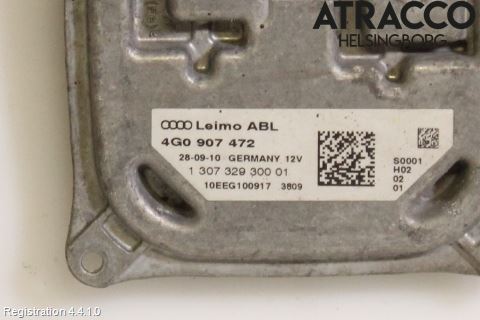 ATRACCO
HELSINGBORG
Leimo ABL
4G0 907 472
28-09-10 GERMANY 12V
1 307 329 300 01
10EEG100917 3809
S0001
H02
02
01
Registration 4.4.1.0